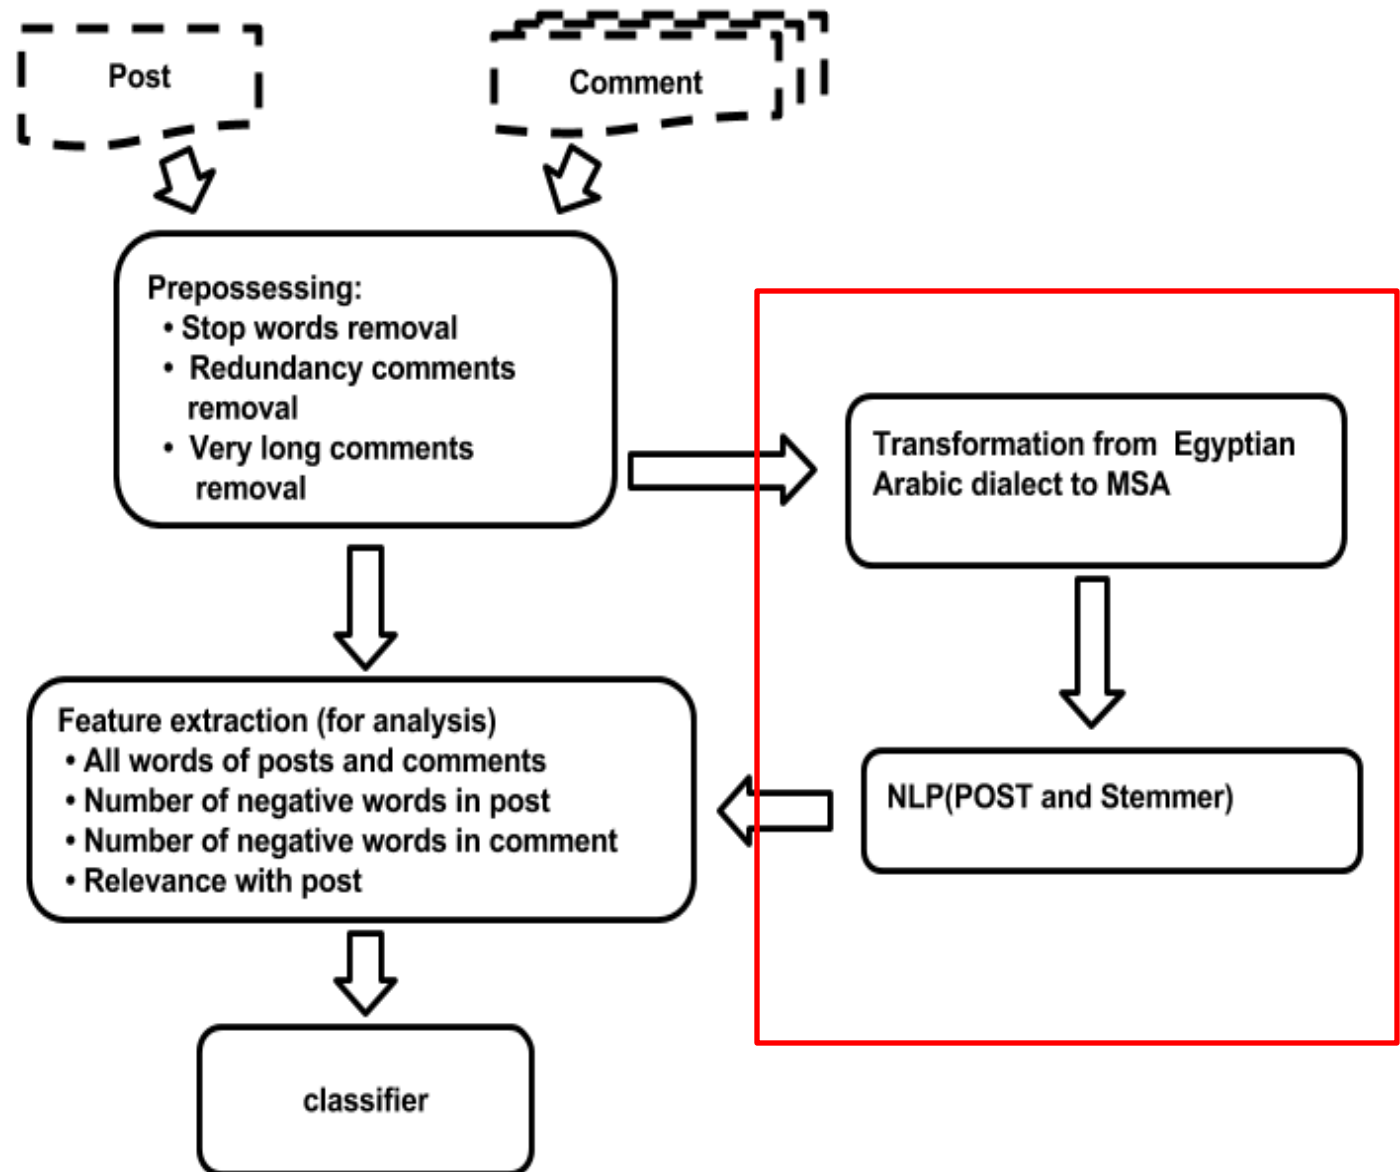 Post
Comment
Prepossessing:
• Stop words removal
• Redundancy comments
removal
• Very long comments
removal
Transformation from Egyptian
Arabic dialect to MSA
Feature extraction (for analysis)
• All words of posts and comments
• Number of negative words in post
• Number of negative words in comment
• Relevance with post
NLP(POST and Stemmer)
classifier